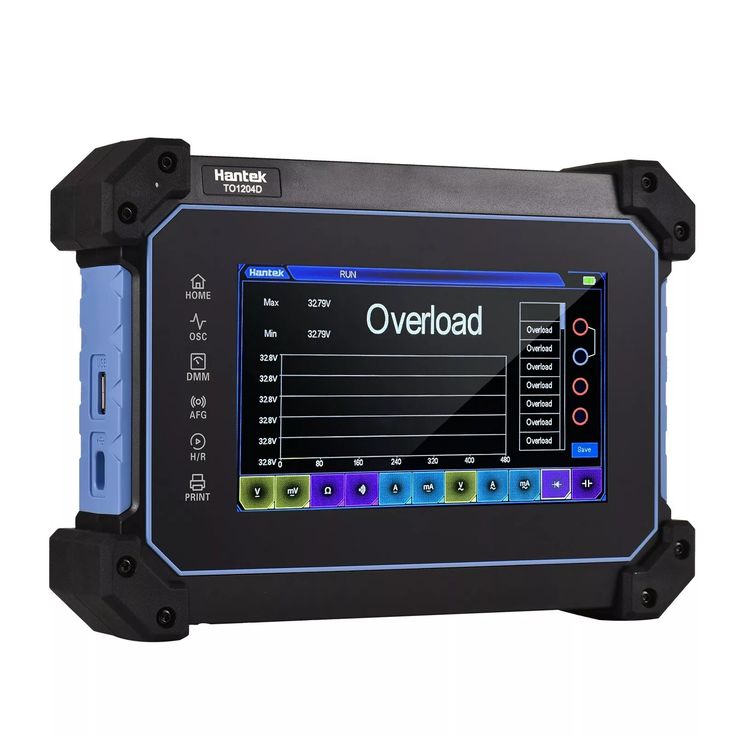 Hantek
TO1204D
HOME
OSC
DMM
AFG
H/R
PRINT
Hantek RUN
Max 32.79V
Min 32.79V
Overload
32.8V
32.8V
32.8V
32.8V
32.8V
32.8V
0 80 160 240 320 400 480
Overload
Overload
Overload
Overload
Overload
Overload
Overload
Save
V mV Ω A mA V A mA